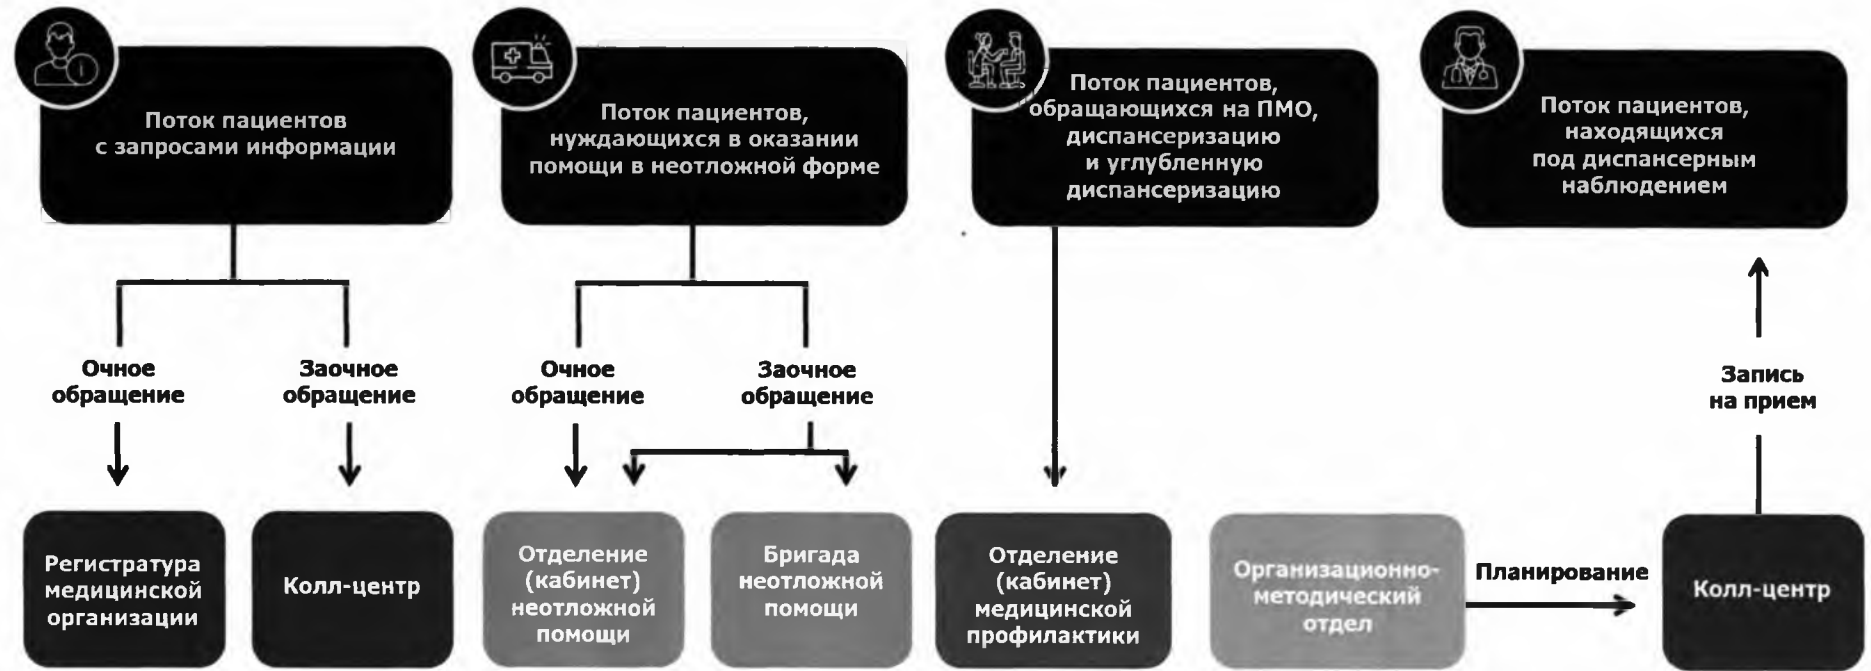 Поток пациентов
с запросами информации
Поток пациентов,
нуждающихся в оказании
помощи в неотложной форме
Поток пациентов,
обращающихся на ПМО,
диспансеризацию
и углубленную
диспансеризацию
Поток пациентов,
находящихся
под диспансерным
наблюдением
Очное
обращение
Заочное
обращение
Очное
обращение
Заочное
обращение
Запись
на прием
Регистратура
медицинской
организации
Колл-центр
Отделение
(кабинет)
неотложной
помощи
Бригада
неотложной
помощи
Отделение
(кабинет)
медицинской
профилактики
Организационно-
методический
отдел
Планирование
Колл-центр